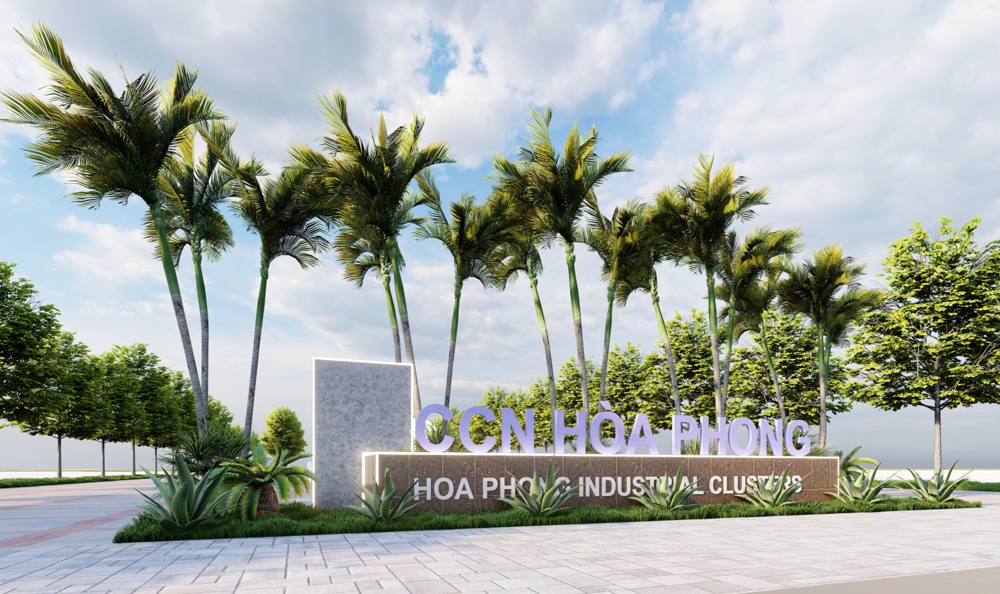 CCN HÒA PHONG
HOA PHONG INDUSTRIAL CLUSTERS